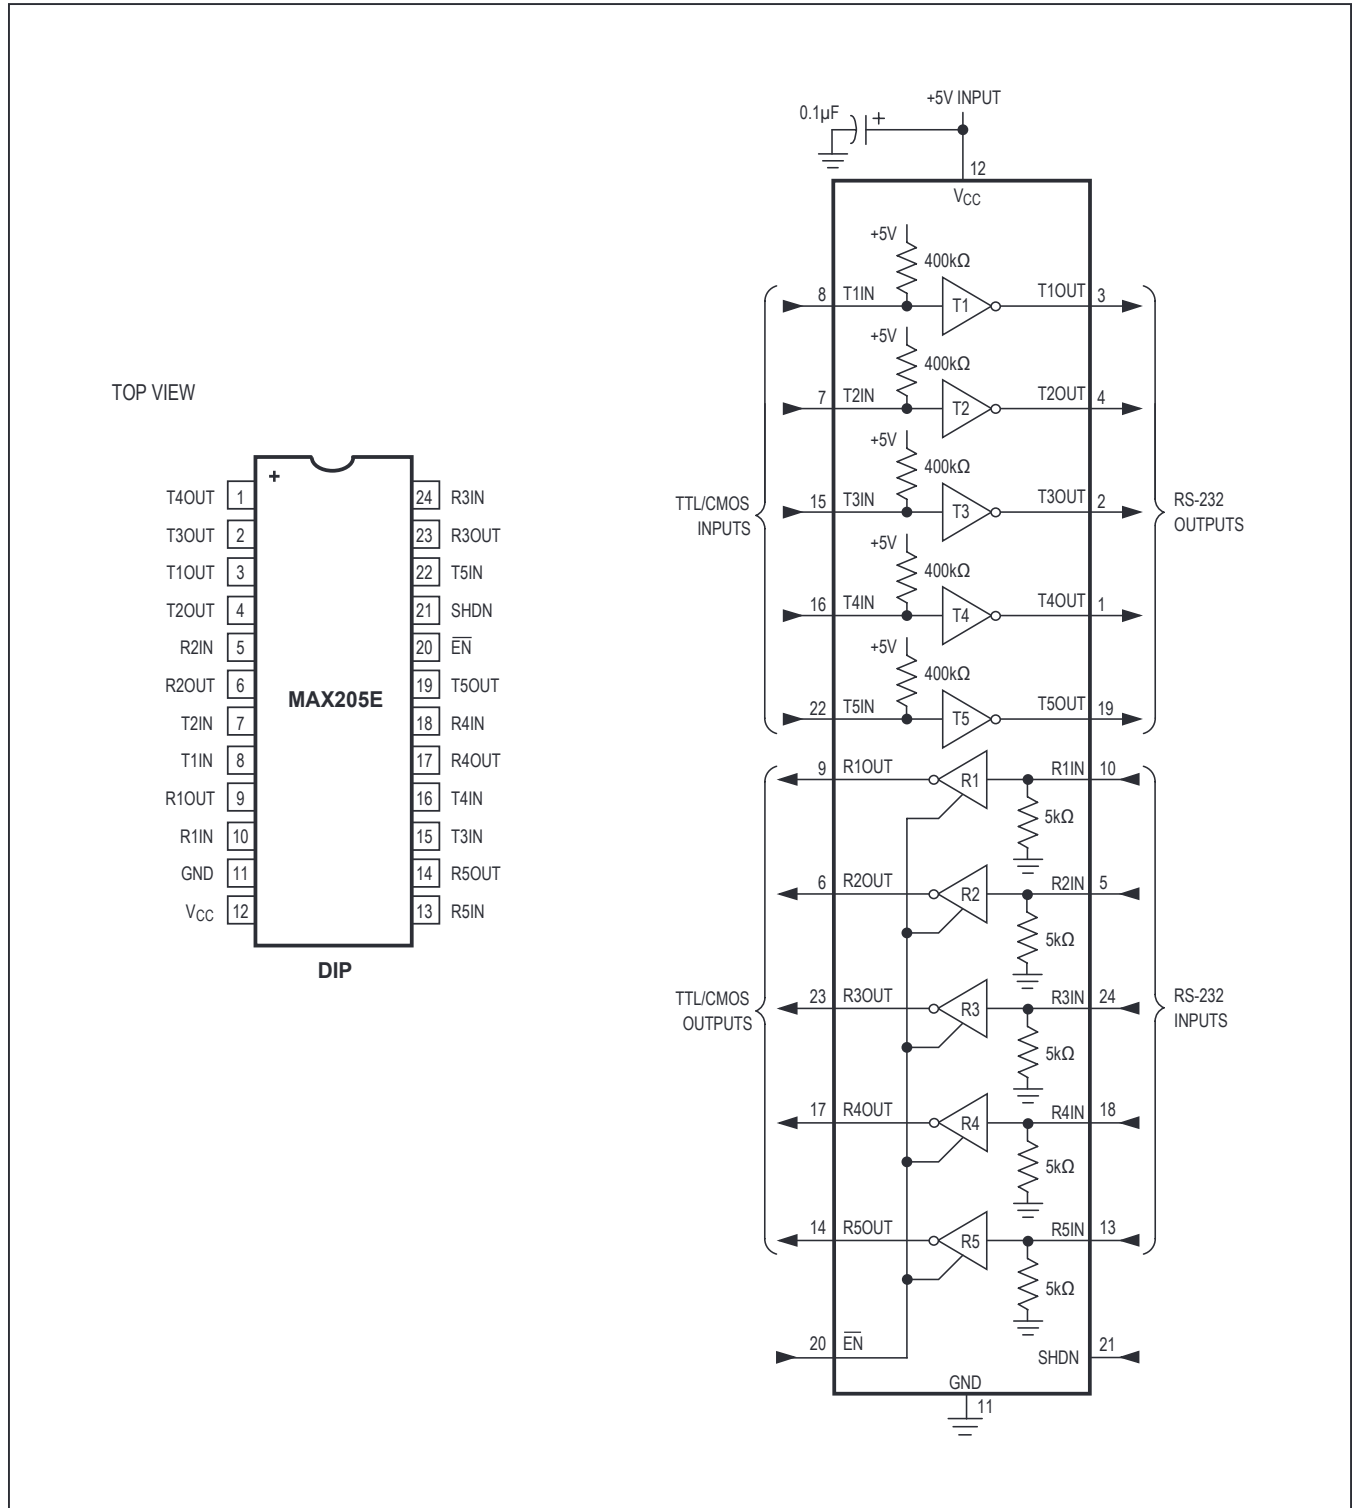 TOP VIEW
+
T4OUT 1 24 R3IN
T3OUT 2 23 R3OUT
T1OUT 3 22 T5IN
T2OUT 4 21 SHDN
R2IN 5 20 E̅N̅
R2OUT 6 19 T5OUT
MAX205E
T2IN 7 18 R4IN
T1IN 8 17 R4OUT
R1OUT 9 16 T4IN
R1IN 10 15 T3IN
GND 11 14 R5OUT
VCC 12 13 R5IN
DIP
+5V INPUT
0.1µF +
12
VCC
+5V
400kΩ
8 T1IN T1 T1OUT 3
+5V
400kΩ
7 T2IN T2 T2OUT 4
+5V
400kΩ
15 T3IN T3 T3OUT 2
TTL/CMOS
INPUTS
RS-232
OUTPUTS
+5V
400kΩ
16 T4IN T4 T4OUT 1
+5V
400kΩ
22 T5IN T5 T5OUT 19
9 R1OUT R1 R1IN 10
5kΩ
6 R2OUT R2 R2IN 5
5kΩ
23 R3OUT R3 R3IN 24
TTL/CMOS
OUTPUTS
RS-232
INPUTS
5kΩ
17 R4OUT R4 R4IN 18
5kΩ
14 R5OUT R5 R5IN 13
5kΩ
20 E̅N̅ SHDN 21
GND
11